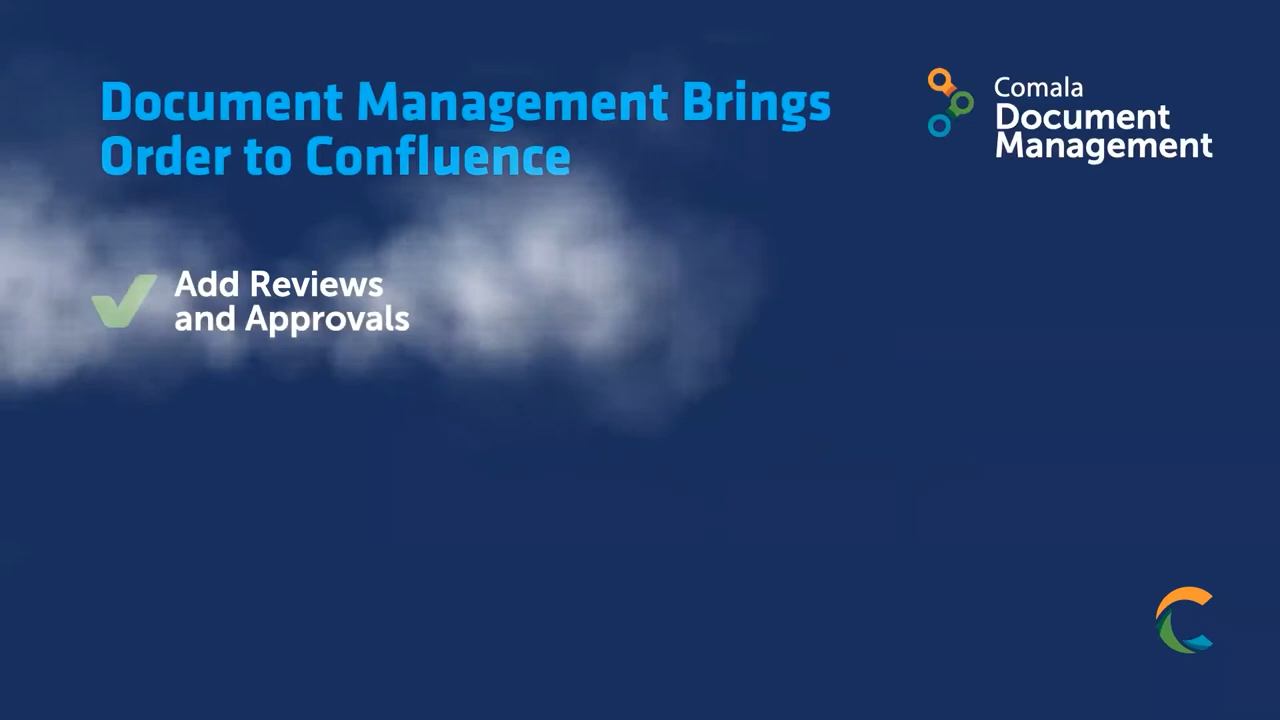 Document Management Brings
Order to Confluence
Comala
Document
Management
Add Reviews
and Approvals